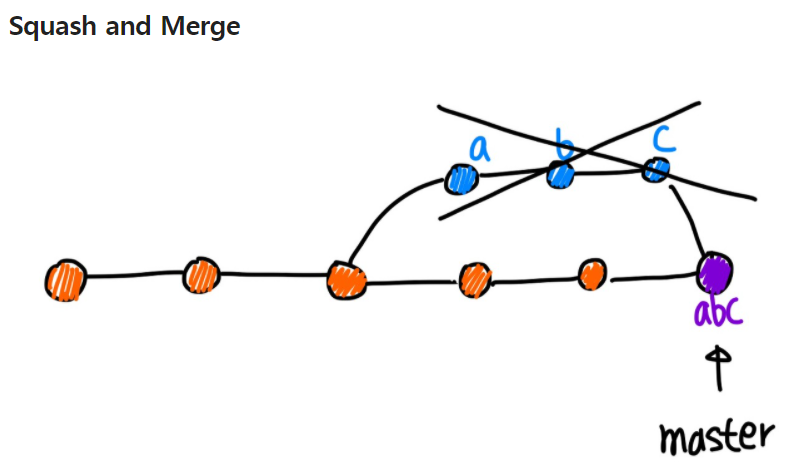 Squash and Merge
a b c
abc
master